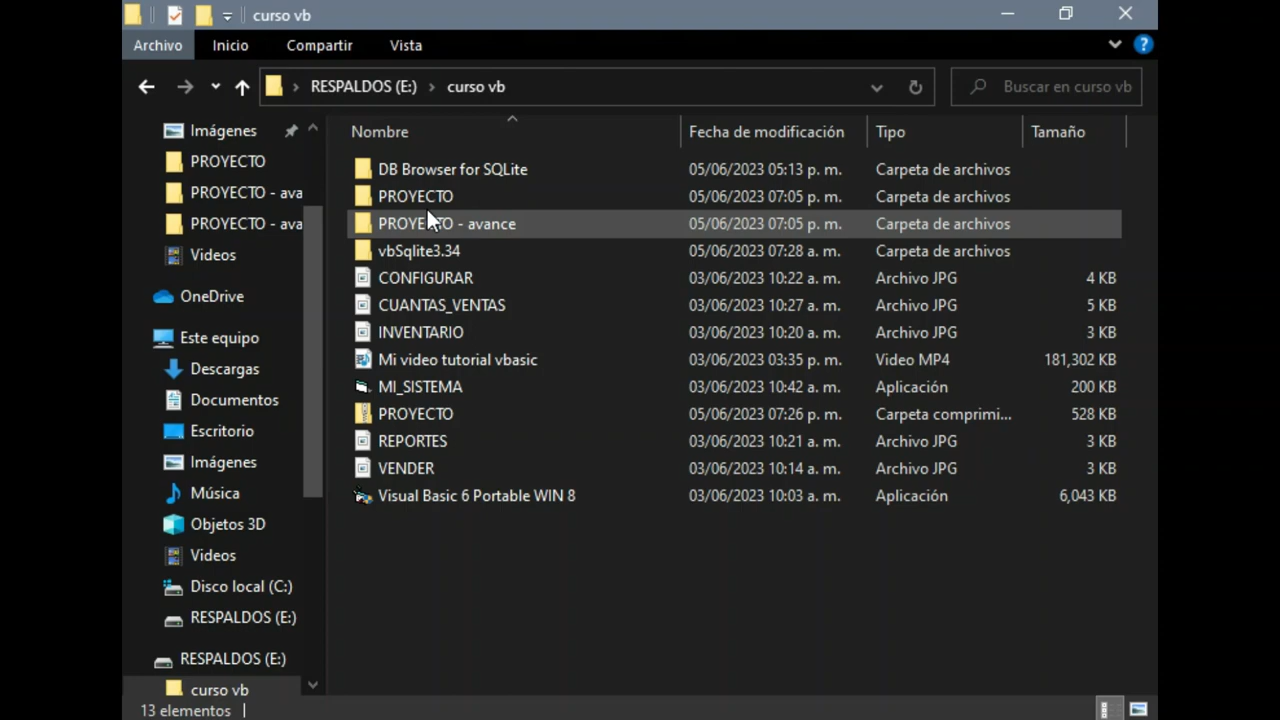 curso vb
Archivo Inicio Compartir Vista
RESPALDOS (E:) curso vb Buscar en curso vb
Imágenes
PROYECTO
PROYECTO - ava
PROYECTO - ava
Videos
OneDrive
Este equipo
Descargas
Documentos
Escritorio
Imágenes
Música
Objetos 3D
Videos
Disco local (C:)
RESPALDOS (E:)
RESPALDOS (E:)
curso vb
Nombre Fecha de modificación Tipo Tamaño
DB Browser for SQLite 05/06/2023 05:13 p. m. Carpeta de archivos
PROYECTO 05/06/2023 07:05 p. m. Carpeta de archivos
PROYECTO - avance 05/06/2023 07:05 p. m. Carpeta de archivos
vbSqlite3.34 05/06/2023 07:28 a. m. Carpeta de archivos
CONFIGURAR 03/06/2023 10:22 a. m. Archivo JPG 4 KB
CUANTAS_VENTAS 03/06/2023 10:27 a. m. Archivo JPG 5 KB
INVENTARIO 03/06/2023 10:20 a. m. Archivo JPG 3 KB
Mi video tutorial vbasic 03/06/2023 03:35 p. m. Video MP4 181,302 KB
MI_SISTEMA 03/06/2023 10:42 a. m. Aplicación 200 KB
PROYECTO 05/06/2023 07:26 p. m. Carpeta comprimi... 528 KB
REPORTES 03/06/2023 10:21 a. m. Archivo JPG 3 KB
VENDER 03/06/2023 10:14 a. m. Archivo JPG 3 KB
Visual Basic 6 Portable WIN 8 03/06/2023 10:03 a. m. Aplicación 6,043 KB
13 elementos